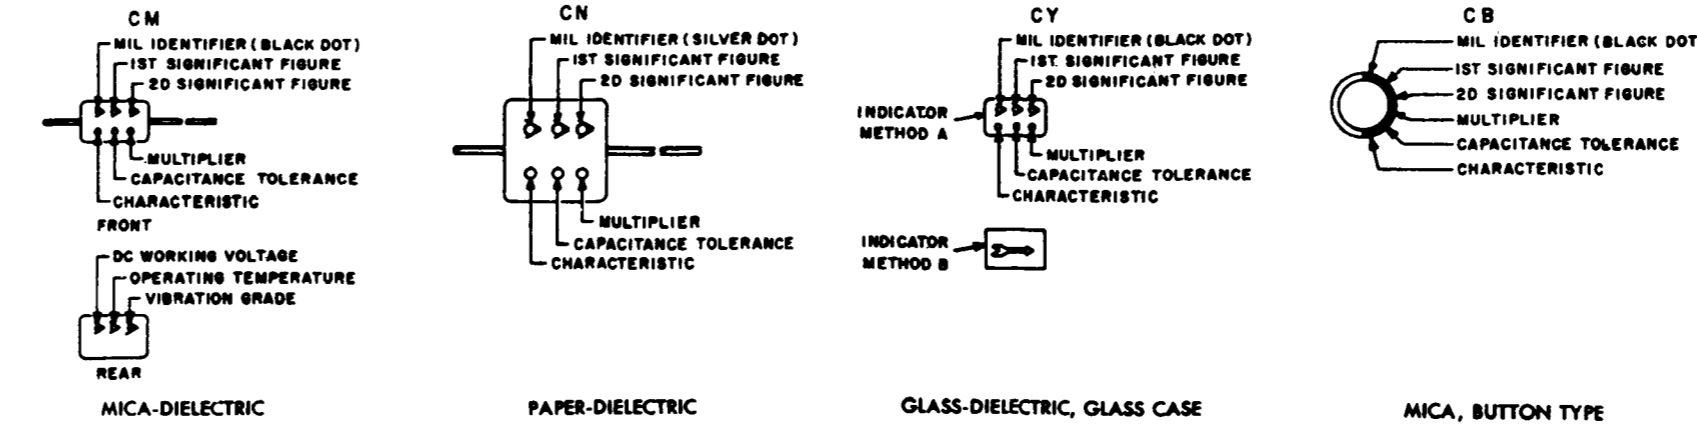 CM
MIL IDENTIFIER (BLACK DOT)
1ST SIGNIFICANT FIGURE
2D SIGNIFICANT FIGURE
MULTIPLIER
CAPACITANCE TOLERANCE
CHARACTERISTIC
FRONT
DC WORKING VOLTAGE
OPERATING TEMPERATURE
VIBRATION GRADE
REAR
MICA-DIELECTRIC
CN
MIL IDENTIFIER (SILVER DOT)
1ST SIGNIFICANT FIGURE
2D SIGNIFICANT FIGURE
MULTIPLIER
CAPACITANCE TOLERANCE
CHARACTERISTIC
PAPER-DIELECTRIC
CY
MIL IDENTIFIER (BLACK DOT)
1ST. SIGNIFICANT FIGURE
2D SIGNIFICANT FIGURE
INDICATOR
METHOD A
MULTIPLIER
CAPACITANCE TOLERANCE
CHARACTERISTIC
INDICATOR
METHOD B
GLASS-DIELECTRIC, GLASS CASE
CB
MIL IDENTIFIER (BLACK DOT
1ST SIGNIFICANT FIGURE
2D SIGNIFICANT FIGURE
MULTIPLIER
CAPACITANCE TOLERANCE
CHARACTERISTIC
MICA, BUTTON TYPE